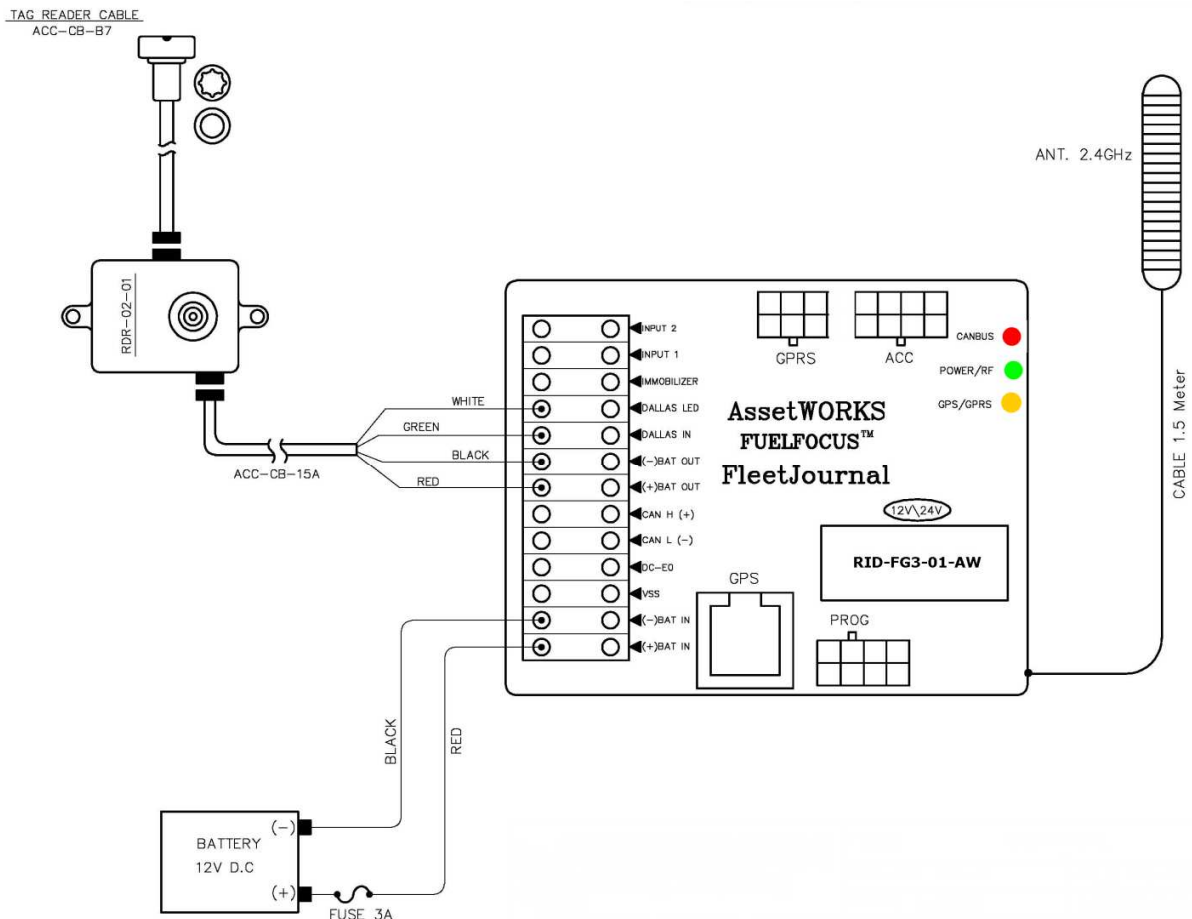 TAG READER CABLE
ACC-CB-B7
RDR-02-01
ACC-CB-15A
WHITE
GREEN
BLACK
RED
INPUT 2
INPUT 1
IMMOBILIZER
DALLAS LED
DALLAS IN
(-)BAT OUT
(+)BAT OUT
CAN H (+)
CAN L (-)
DC-E0
VSS
(-)BAT IN
(+)BAT IN
GPRS
ACC
CANBUS
POWER/RF
GPS/GPRS
AssetWORKS
FUELFOCUS™
FleetJournal
12V\24V
RID-FG3-01-AW
GPS
PROG
ANT. 2.4GHz
CABLE 1.5 Meter
BLACK
RED
BATTERY
12V D.C
(-)
(+)
FUSE 3A